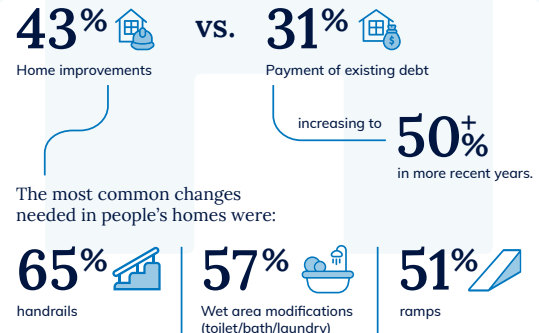 43% vs. 31%
Home improvements
Payment of existing debt
increasing to 50+%
in more recent years.
The most common changes
needed in people's homes were:
65% 57% 51%
handrails
Wet area modifications
(toilet/bath/laundry)
ramps